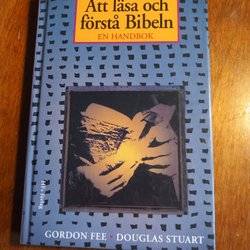 Att läsa och
förstå Bibeln
EN HANDBOK
GORDON FEE DOUGLAS STUART